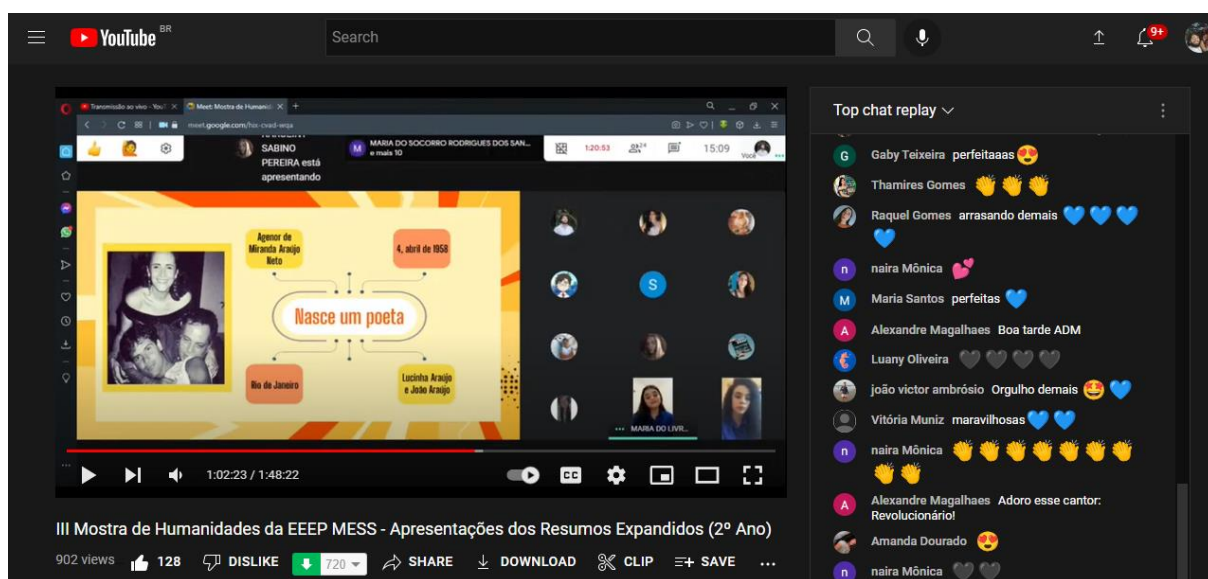 YouTube BR
Search
9+
Transmissão ao vivo - YouT
Meet: Mostra de Humanid
meet.google.com/hix-cvad-wqa
SABINO
PEREIRA está
apresentando
M
MARIA DO SOCORRO RODRIGUES DOS SAN...
e mais 10
1:20:53
24
15:09
Você
Agenor de
Miranda Araújo
Neto
4, abril de 1958
Nasce um poeta
Rio de Janeiro
Lucinha Araújo
e João Araújo
S
MARIA DO LIVR...
1:02:23 / 1:48:22
CC
III Mostra de Humanidades da EEEP MESS - Apresentações dos Resumos Expandidos (2º Ano)
902 views
128
DISLIKE
720
SHARE
DOWNLOAD
CLIP
SAVE
Top chat replay
G Gaby Teixeira perfeitaaas
Thamires Gomes
Raquel Gomes arrasando demais
n naira Mônica
M Maria Santos perfeitas
A Alexandre Magalhaes Boa tarde ADM
Luany Oliveira
joão victor ambrósio Orgulho demais
Vitória Muniz maravilhosas
n naira Mônica
A Alexandre Magalhaes Adoro esse cantor:
Revolucionário!
Amanda Dourado
n naira Mônica